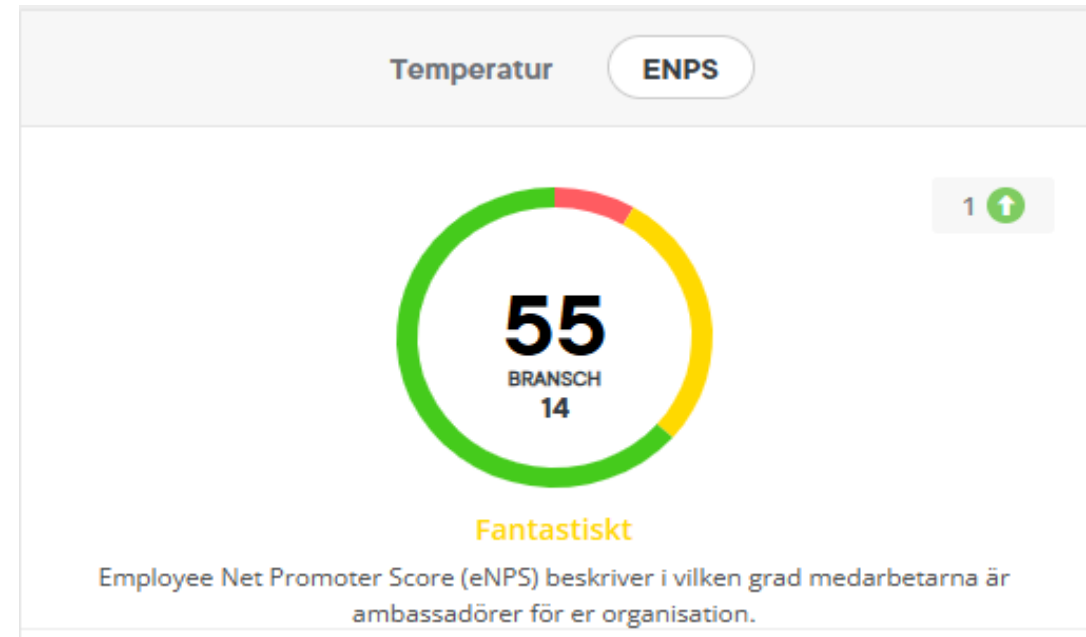 Temperatur ENPS
1
55
BRANSCH
14
Fantastiskt
Employee Net Promoter Score (eNPS) beskriver i vilken grad medarbetarna är
ambassadörer för er organisation.